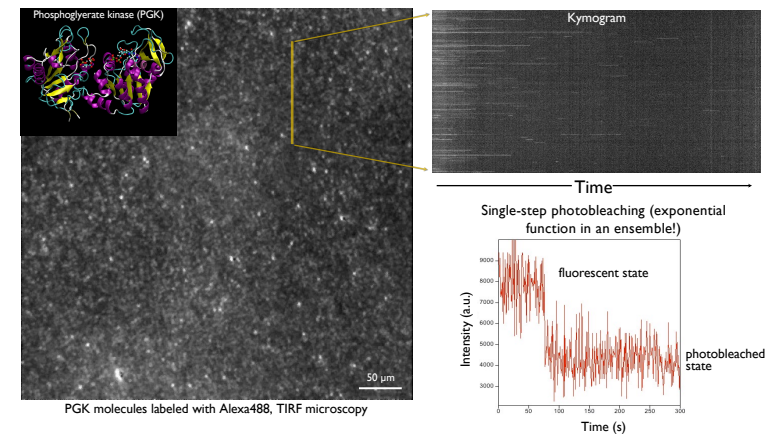 Phosphoglyerate kinase (PGK)
Kymogram
Time
Single-step photobleaching (exponential
function in an ensemble!)
9000
8000
7000
6000
5000
4000
3000
Intensity (a.u.)
fluorescent state
photobleached
state
0
50
100
150
200
250
300
Time (s)
50 µm
PGK molecules labeled with Alexa488, TIRF microscopy